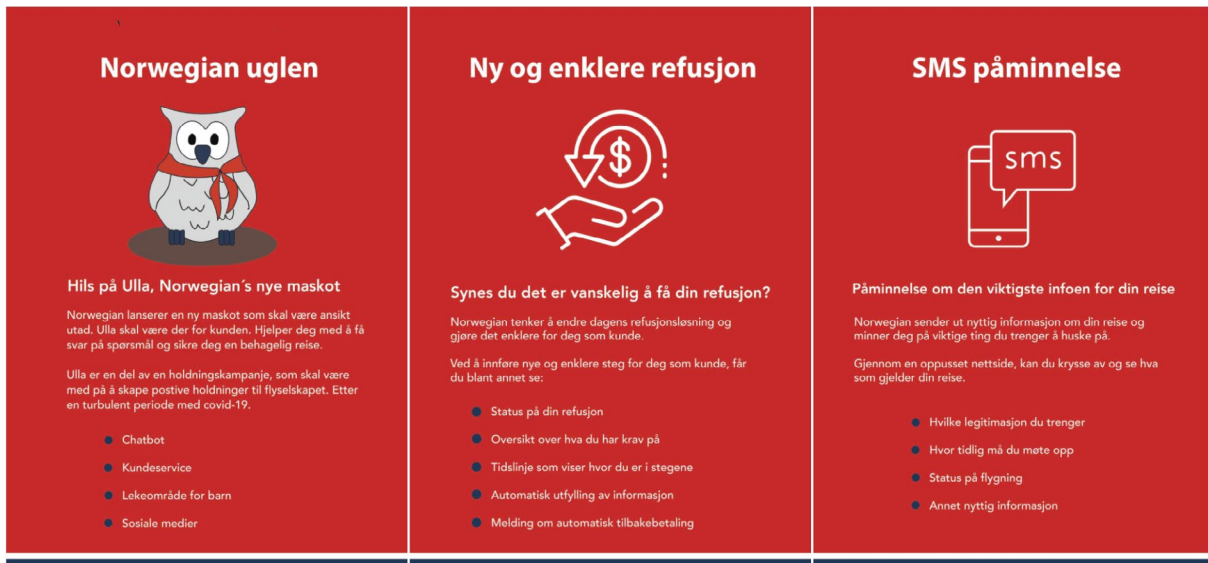 Norwegian uglen
Hils på Ulla, Norwegian´s nye maskot
Norwegian lanserer en ny maskot som skal være ansikt
utad. Ulla skal være der for kunden. Hjelper deg med å få
svar på spørsmål og sikre deg en behagelig reise.
Ulla er en del av en holdningskampanje, som skal være
med på å skape postive holdninger til flyselskapet. Etter
en turbulent periode med covid-19.
Chatbot
Kundeservice
Lekeområde for barn
Sosiale medier
Ny og enklere refusjon
$
Synes du det er vanskelig å få din refusjon?
Norwegian tenker å endre dagens refusjonsløsning og
gjøre det enklere for deg som kunde.
Ved å innføre nye og enklere steg for deg som kunde, får
du blant annet se:
Status på din refusjon
Oversikt over hva du har krav på
Tidslinje som viser hvor du er i stegene
Automatisk utfylling av informasjon
Melding om automatisk tilbakebetaling
SMS påminnelse
sms
Påminnelse om den viktigste infoen for din reise
Norwegian sender ut nyttig informasjon om din reise og
minner deg på viktige ting du trenger å huske på.
Gjennom en oppusset nettside, kan du krysse av og se hva
som gjelder din reise.
Hvilke legitimasjon du trenger
Hvor tidlig må du møte opp
Status på flygning
Annet nyttig informasjon